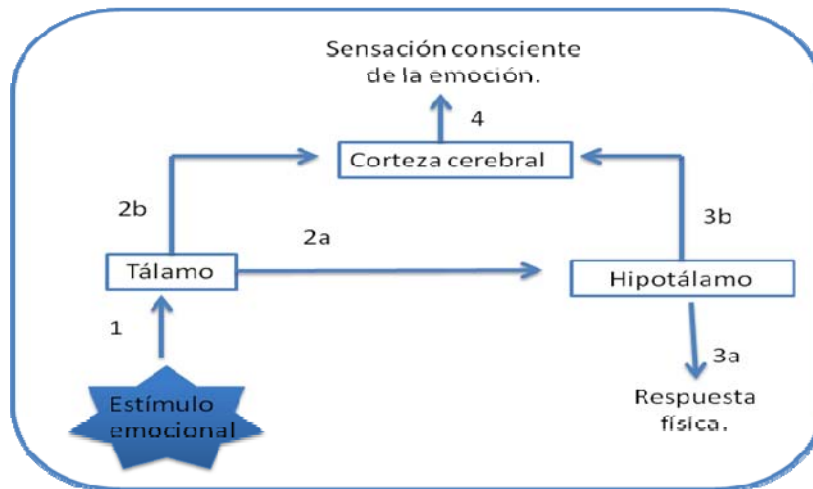 Sensación consciente
de la emoción.
4
Corteza cerebral
2b
2a
3b
Tálamo
Hipotálamo
1
3a
Estímulo
emocional
Respuesta
física.